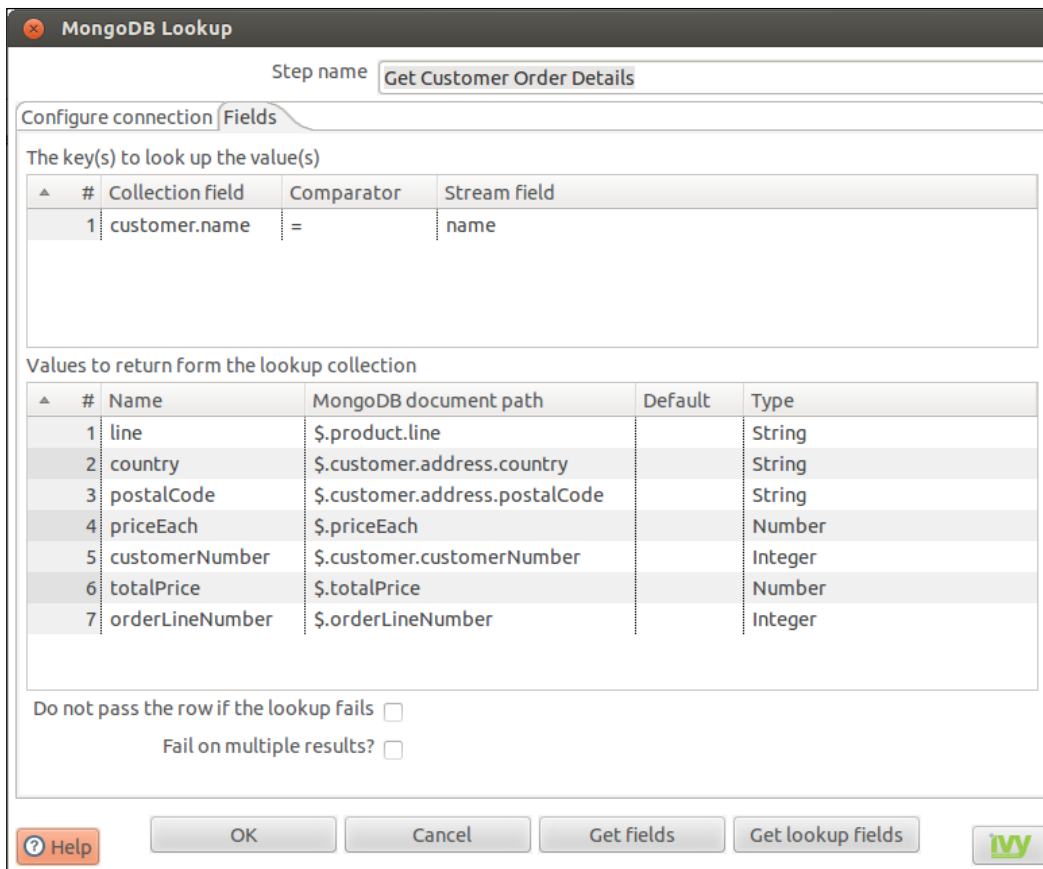 MongoDB Lookup
Step name Get Customer Order Details
Configure connection Fields
The key(s) to look up the value(s)
# Collection field Comparator Stream field
1 customer.name = name
Values to return form the lookup collection
# Name MongoDB document path Default Type
1 line $.product.line String
2 country $.customer.address.country String
3 postalCode $.customer.address.postalCode String
4 priceEach $.priceEach Number
5 customerNumber $.customer.customerNumber Integer
6 totalPrice $.totalPrice Number
7 orderLineNumber $.orderLineNumber Integer
Do not pass the row if the lookup fails
Fail on multiple results?
Help OK Cancel Get fields Get lookup fields ivy